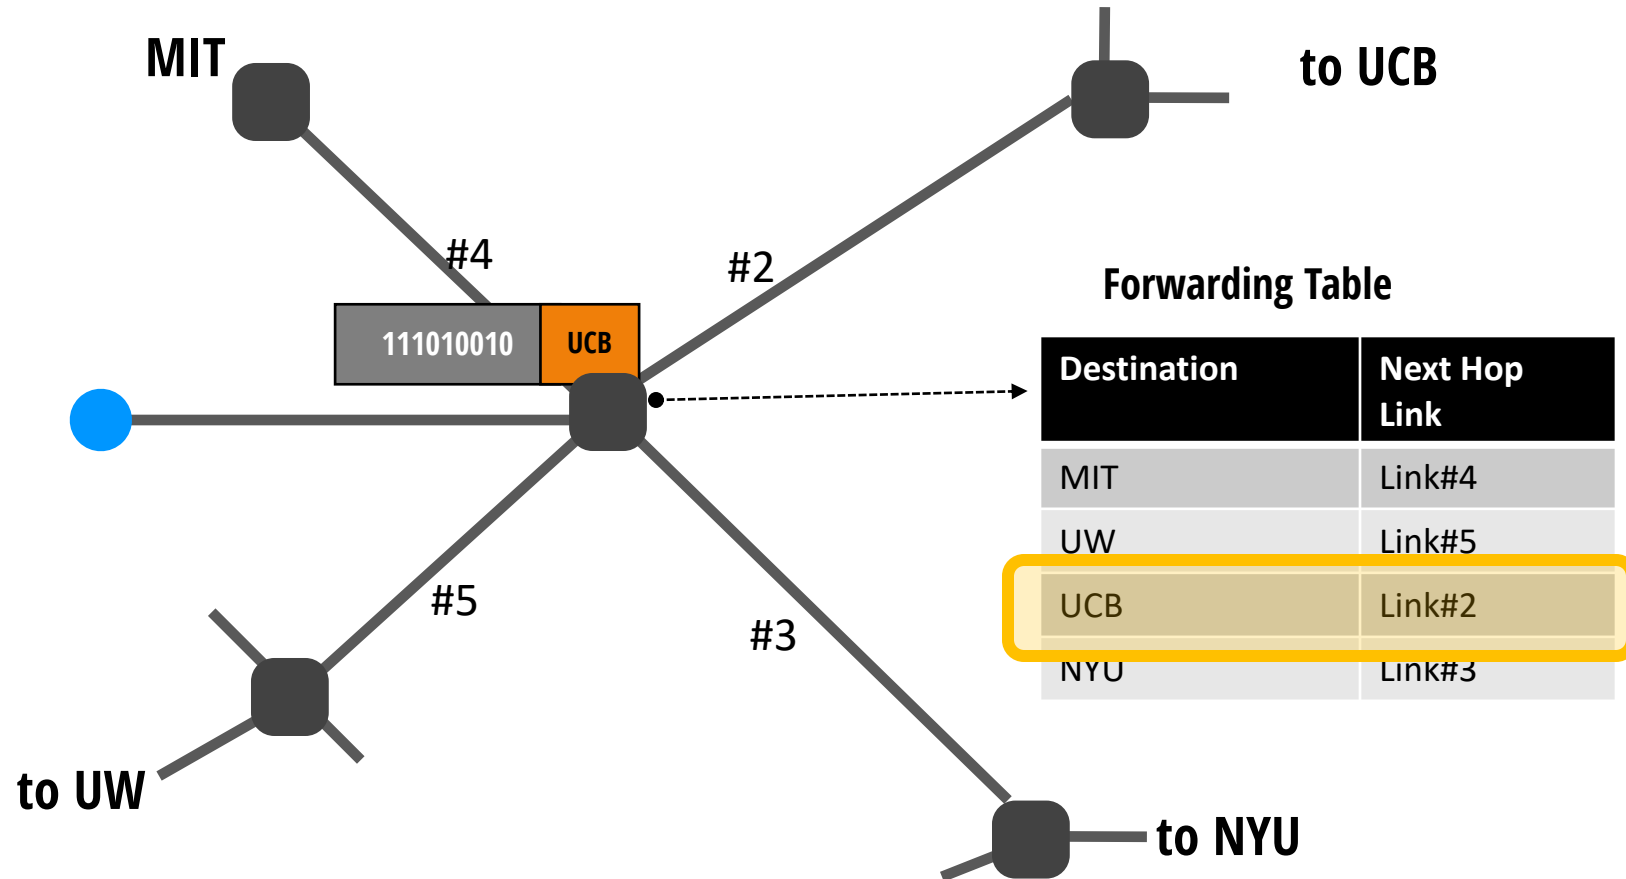 MIT
to UCB
#4
#2
Forwarding Table
111010010 UCB
Destination Next Hop
Link
MIT Link#4
UW Link#5
UCB Link#2
NYU Link#3
#5
#3
to UW
to NYU